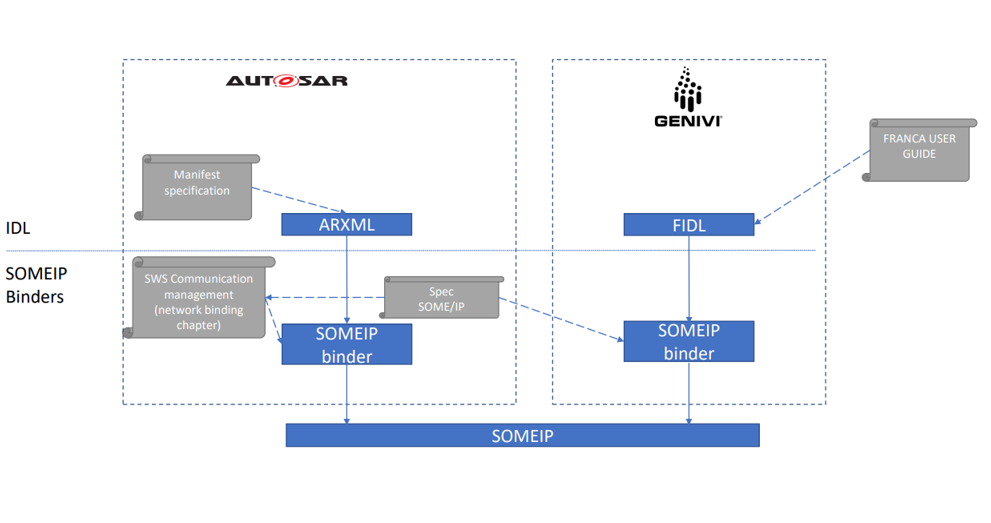 AUTOSAR
GENIVI
FRANCA USER
GUIDE
Manifest
specification
IDL
ARXML
FIDL
SOMEIP
Binders
SWS Communication
management
(network binding
chapter)
Spec
SOME/IP
SOMEIP
binder
SOMEIP
binder
SOMEIP